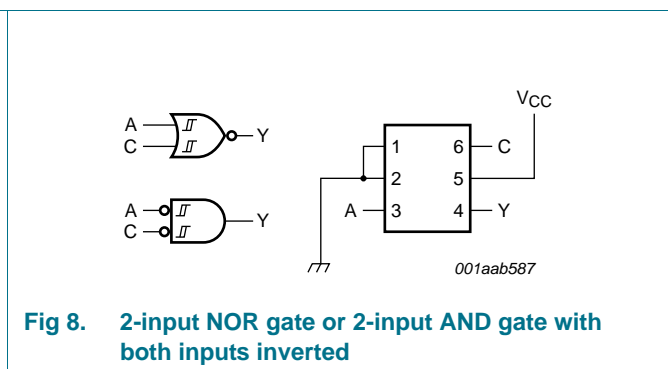 A
C
Y
A
C
Y
V CC
1 6 C
2 5
A 3 4 Y
001aab587
Fig 8. 2-input NOR gate or 2-input AND gate with
both inputs inverted